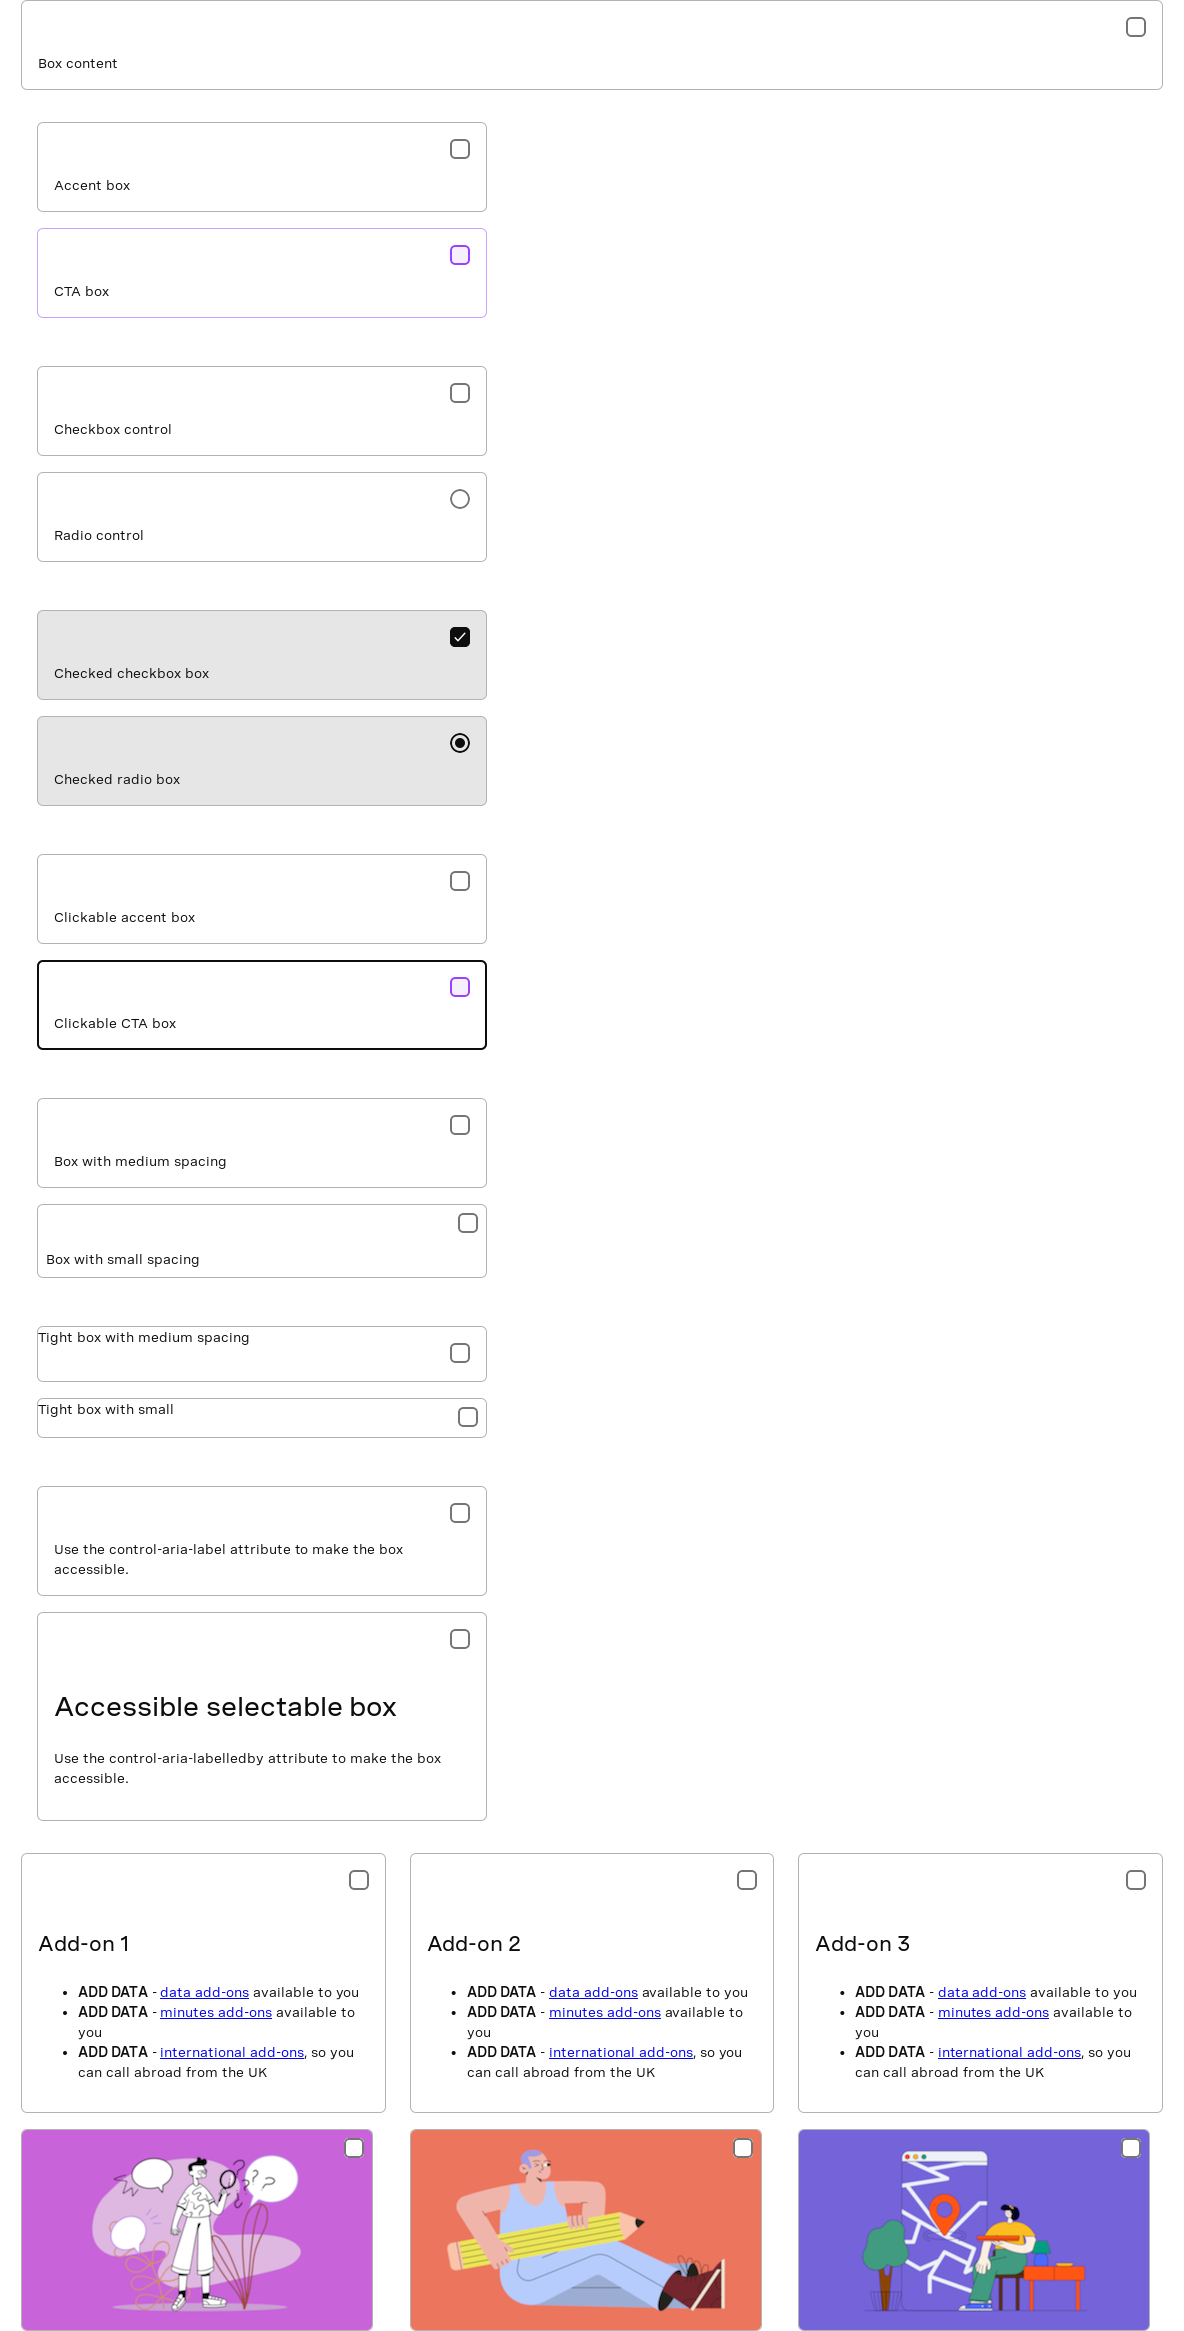 Box content
Accent box
CTA box
Checkbox control
Radio control
Checked checkbox box
Checked radio box
Clickable accent box
Clickable CTA box
Box with medium spacing
Box with small spacing
Tight box with medium spacing
Tight box with small
Use the control-aria-label attribute to make the box
accessible.
Accessible selectable box
Use the control-aria-labelledby attribute to make the box
accessible.
Add-on 1
• ADD DATA - data add-ons available to you
• ADD DATA - minutes add-ons available to
you
• ADD DATA - international add-ons, so you
can call abroad from the UK
Add-on 2
• ADD DATA - data add-ons available to you
• ADD DATA - minutes add-ons available to
you
• ADD DATA - international add-ons, so you
can call abroad from the UK
Add-on 3
• ADD DATA - data add-ons available to you
• ADD DATA - minutes add-ons available to
you
• ADD DATA - international add-ons, so you
can call abroad from the UK